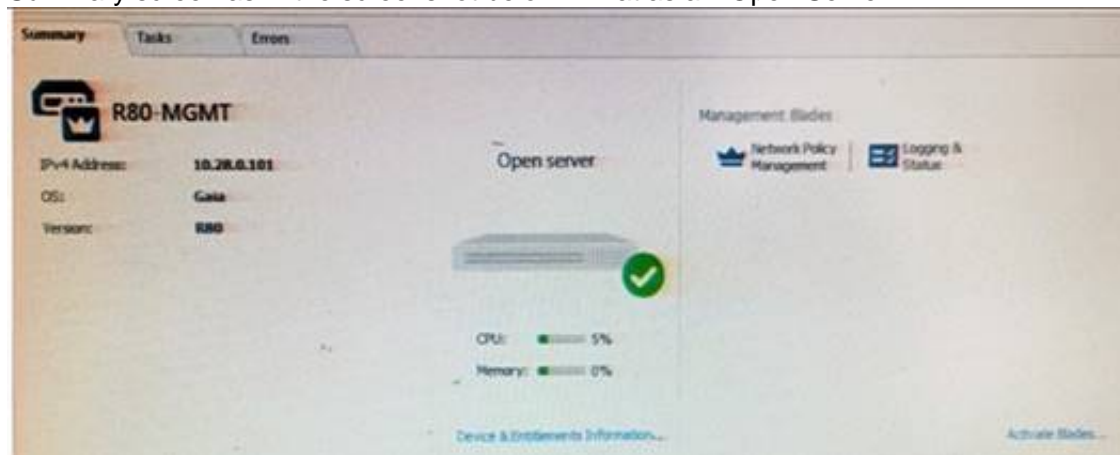 Summary Tasks Errors
R80-MGMT
IPv4 Address: 10.28.0.101
OS: Gaia
Version: R80
Open server
CPU: 5%
Memory: 0%
Device & Entitlements Information...
Management Blades
Network Policy
Management
Logging &
Status
Activate Blades...